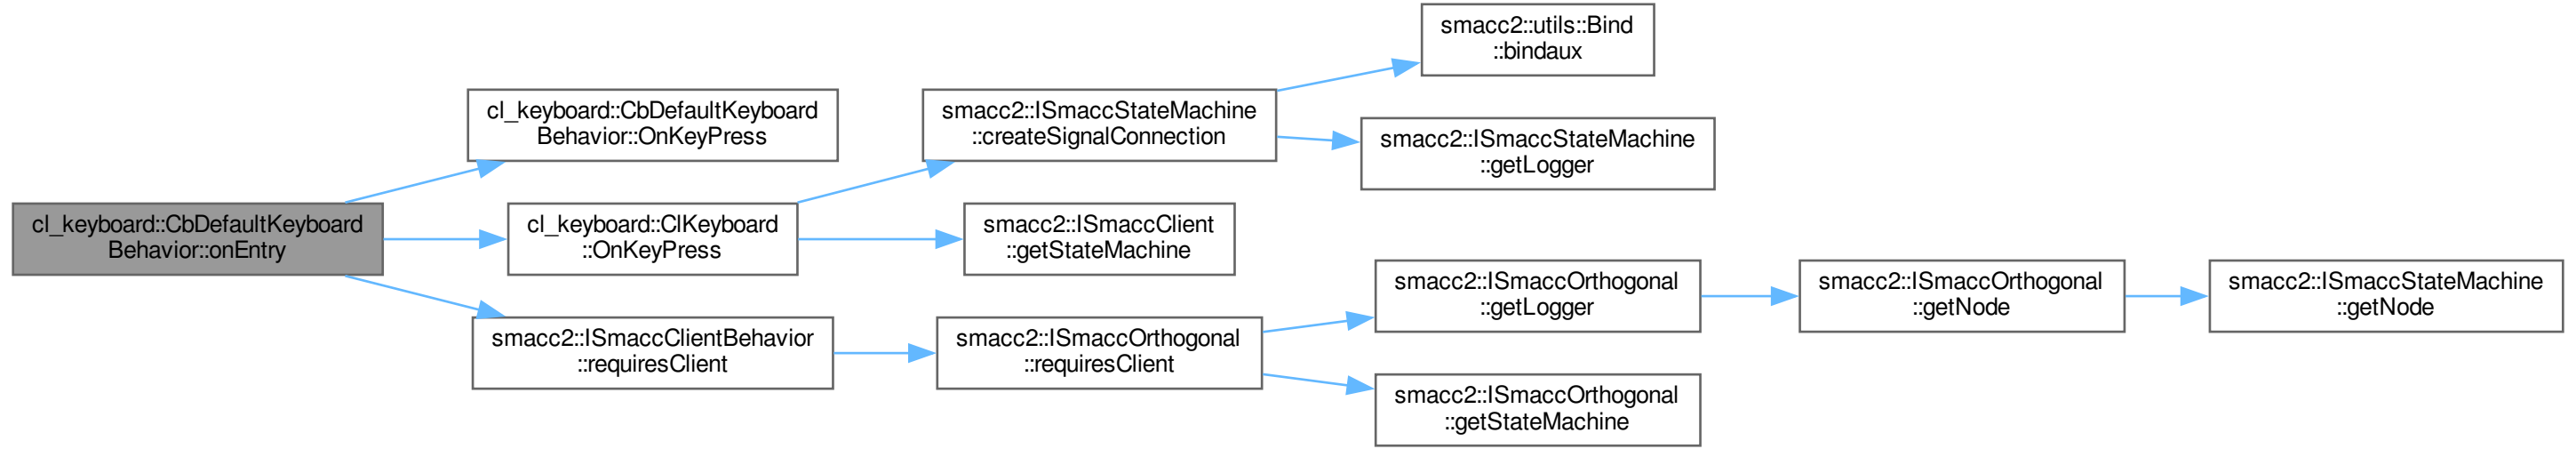 cl_keyboard::CbDefaultKeyboard
Behavior::onEntry
cl_keyboard::CbDefaultKeyboard
Behavior::OnKeyPress
cl_keyboard::ClKeyboard
::OnKeyPress
smacc2::ISmaccClientBehavior
::requiresClient
smacc2::ISmaccStateMachine
::createSignalConnection
smacc2::ISmaccClient
::getStateMachine
smacc2::ISmaccOrthogonal
::requiresClient
smacc2::utils::Bind
::bindaux
smacc2::ISmaccStateMachine
::getLogger
smacc2::ISmaccOrthogonal
::getLogger
smacc2::ISmaccOrthogonal
::getStateMachine
smacc2::ISmaccOrthogonal
::getNode
smacc2::ISmaccStateMachine
::getNode